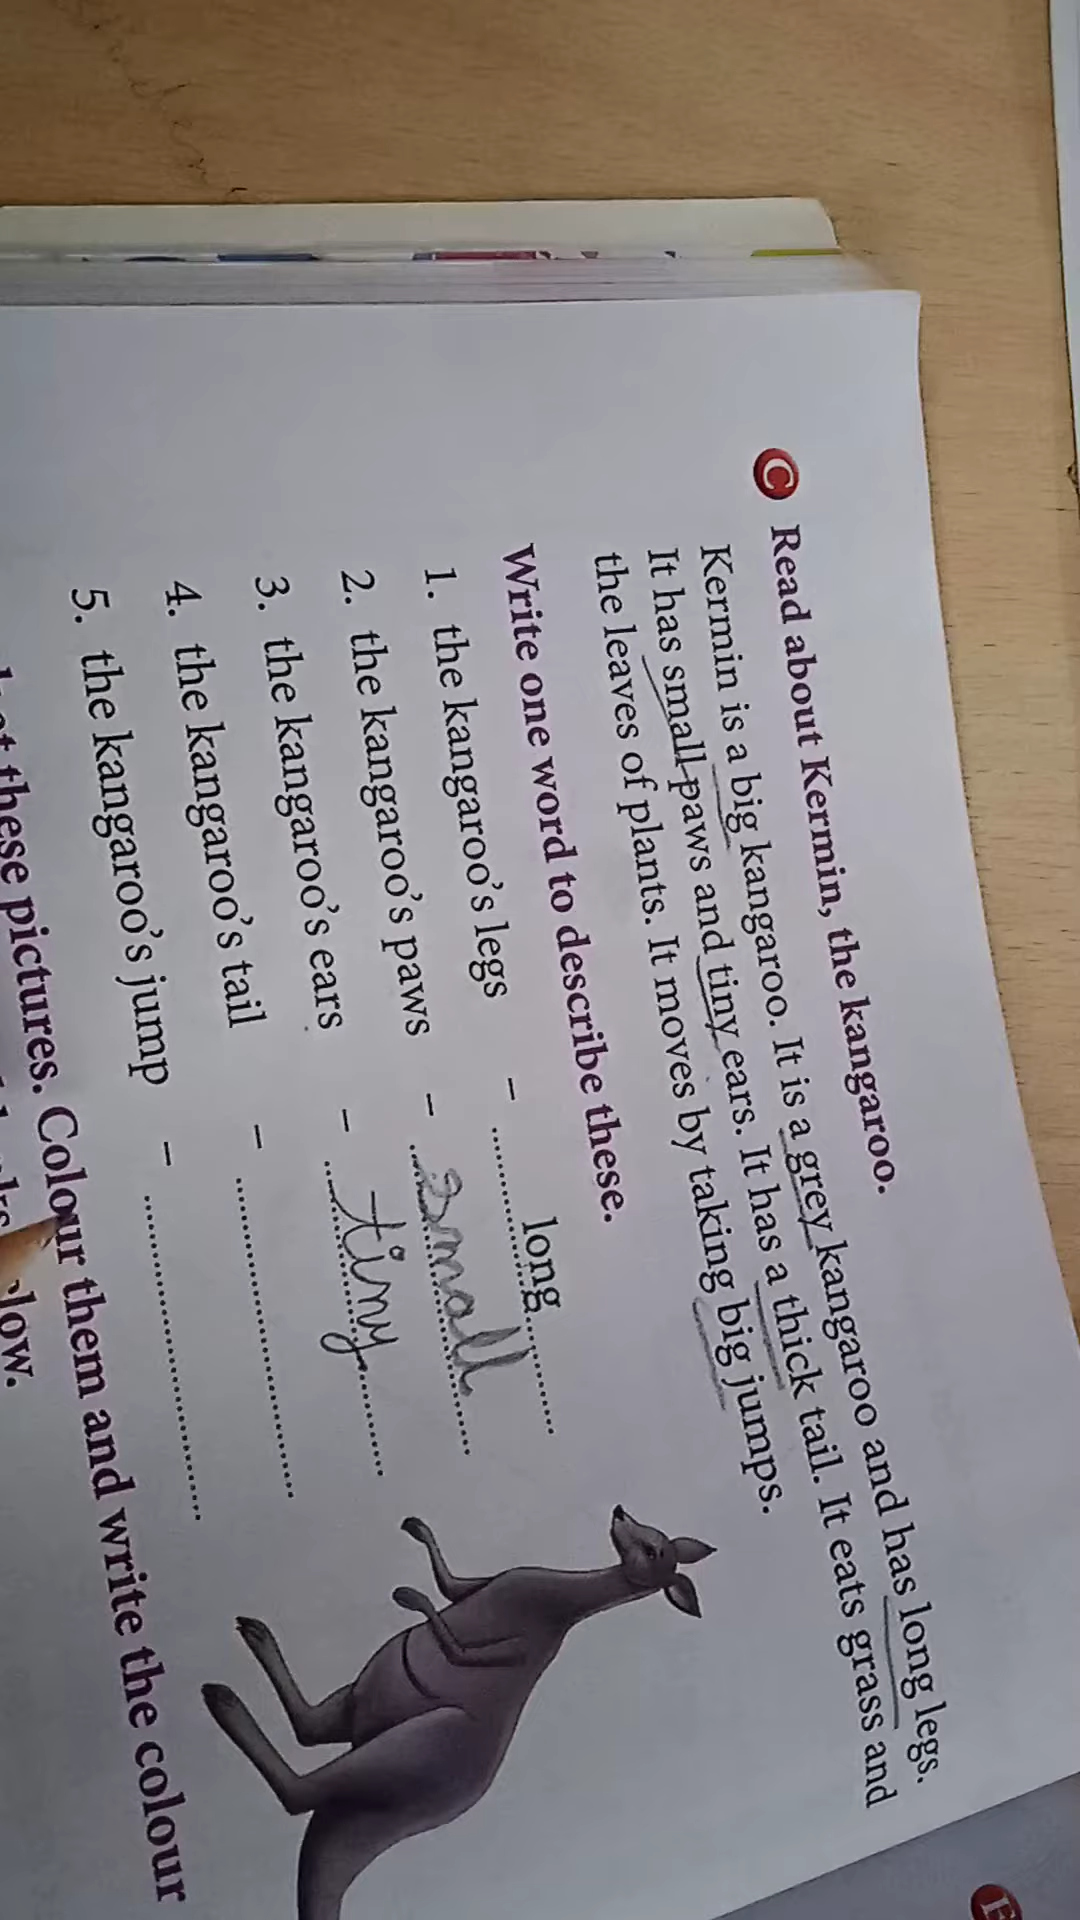 C Read about Kermin, the kangaroo.
Kermin is a big kangaroo. It is a grey kangaroo and has long legs.
It has small paws and tiny ears. It has a thick tail. It eats grass and
the leaves of plants. It moves by taking big jumps.
Write one word to describe these.
1. the kangaroo's legs – long
2. the kangaroo's paws – small
3. the kangaroo's ears – tiny
4. the kangaroo's tail –
5. the kangaroo's jump –
these pictures. Colour them and write the colour